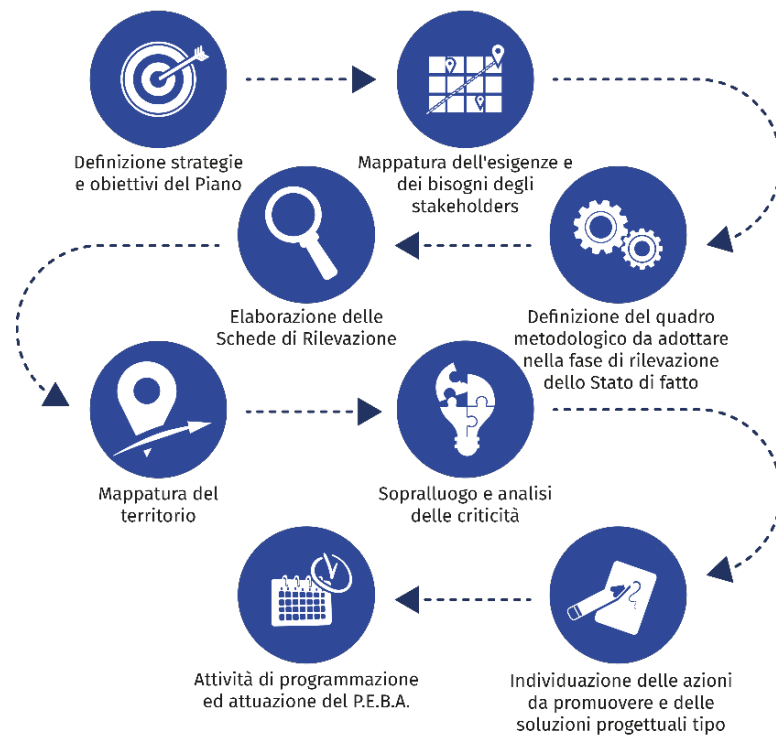 Definizione strategie
e obiettivi del Piano
Mappatura dell'esigenze e
dei bisogni degli
stakeholders
Definizione del quadro
metodologico da adottare
nella fase di rilevazione
dello Stato di fatto
Elaborazione delle
Schede di Rilevazione
Mappatura del
territorio
Sopralluogo e analisi
delle criticità
Individuazione delle azioni
da promuovere e delle
soluzioni progettuali tipo
Attività di programmazione
ed attuazione del P.E.B.A.